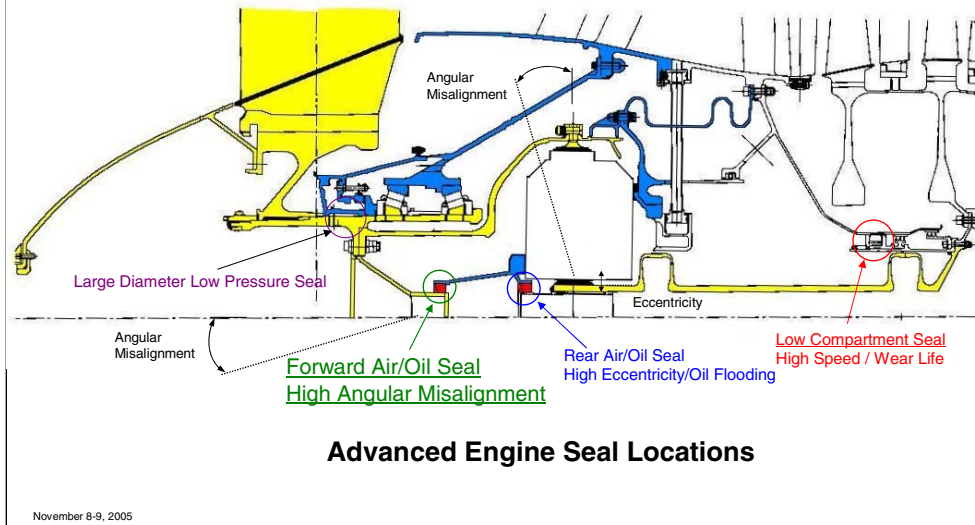 Angular
Misalignment
Large Diameter Low Pressure Seal
Eccentricity
Angular
Misalignment
Forward Air/Oil Seal
High Angular Misalignment
Rear Air/Oil Seal
High Eccentricity/Oil Flooding
Low Compartment Seal
High Speed / Wear Life
Advanced Engine Seal Locations
November 8-9, 2005